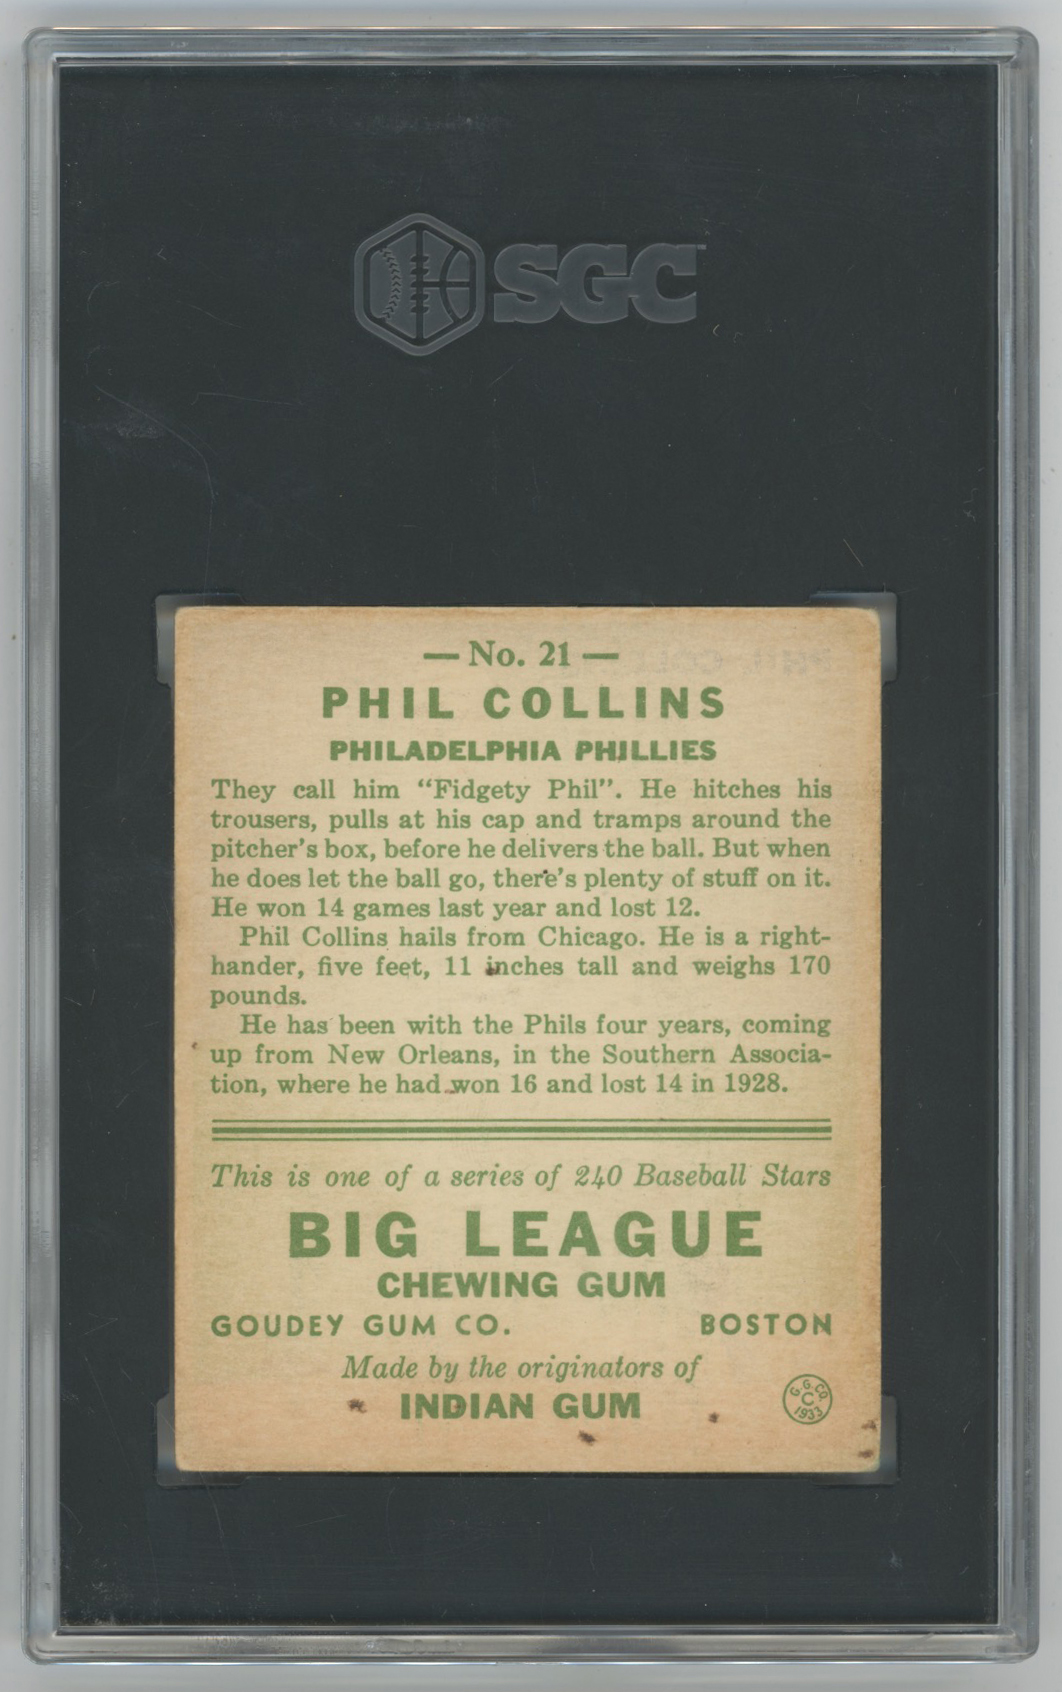 SGC
— No. 21 —
PHIL COLLINS
PHILADELPHIA PHILLIES
They call him "Fidgety Phil". He hitches his
trousers, pulls at his cap and tramps around the
pitcher's box, before he delivers the ball. But when
he does let the ball go, there's plenty of stuff on it.
He won 14 games last year and lost 12.
Phil Collins hails from Chicago. He is a right-
hander, five feet, 11 inches tall and weighs 170
pounds.
He has been with the Phils four years, coming
up from New Orleans, in the Southern Associa-
tion, where he had won 16 and lost 14 in 1928.
This is one of a series of 240 Baseball Stars
BIG LEAGUE
CHEWING GUM
GOUDEY GUM CO. BOSTON
Made by the originators of
INDIAN GUM
G. G. CO.
C
1933